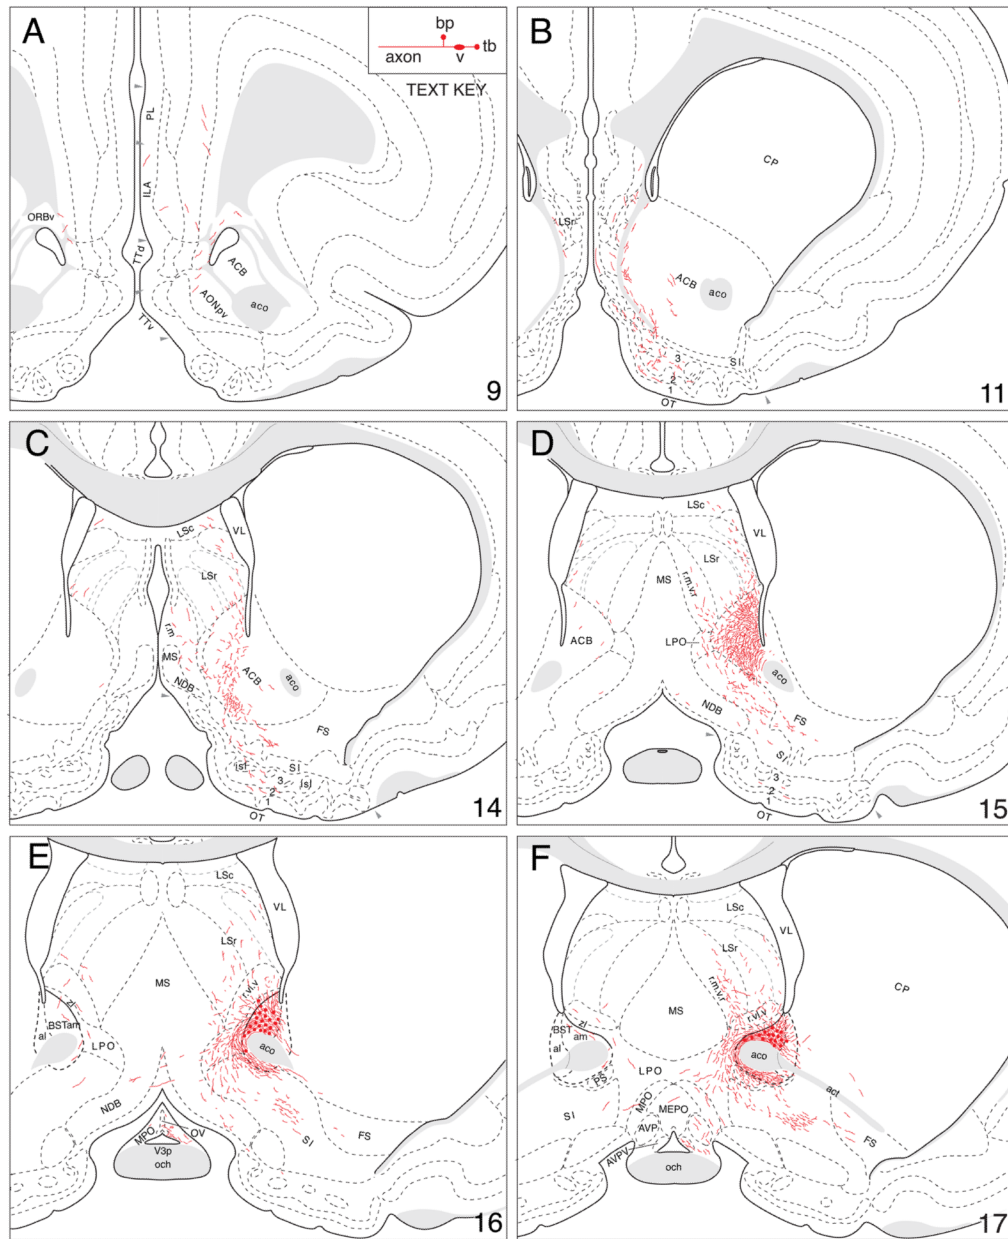 A
bp
tb
axon
v
TEXT KEY
PL
ILA
ORBv
TTd
ACB
AONpv
aco
TTv
9
B
CP
LSr
ACB
aco
3
SI
2
1
OT
11
C
LSc
VL
LSr
r.m
MS
ACB
aco
NDB
FS
isl
SI
3
isl
2
1
OT
14
D
LSc
VL
LSr
MS
r.m.v.r
ACB
LPO
aco
NDB
FS
SI
3
2
1
OT
15
E
LSc
VL
LSr
MS
r.vl.v
zl
BSTam
al
LPO
aco
NDB
SI
FS
MPO
OV
V3p
och
16
F
LSc
VL
LSr
CP
MS
r.m.v.r
r.vl.v
zl
BST
am
al
aco
PS
LPO
act
MPO
SI
MEPO
AVP
FS
AVPV
och
17